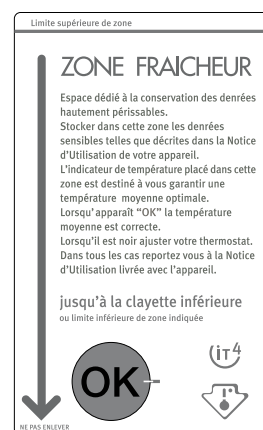 Limite supérieure de zone
ZONE FRAICHEUR
Espace dédié à la conservation des denrées
hautement périssables.
Stocker dans cette zone les denrées
sensibles telles que décrites dans la Notice
d'Utilisation de votre appareil.
L'indicateur de température placé dans cette
zone est destiné à vous garantir une
température moyenne optimale.
Lorsqu' apparaît "OK" la température
moyenne est correcte.
Lorsqu'il est noir ajuster votre thermostat.
Dans tous les cas reportez vous à la Notice
d'Utilisation livrée avec l'appareil.
jusqu'à la clayette inférieure
ou limite inférieure de zone indiquée
OK
iT4
NE PAS ENLEVER